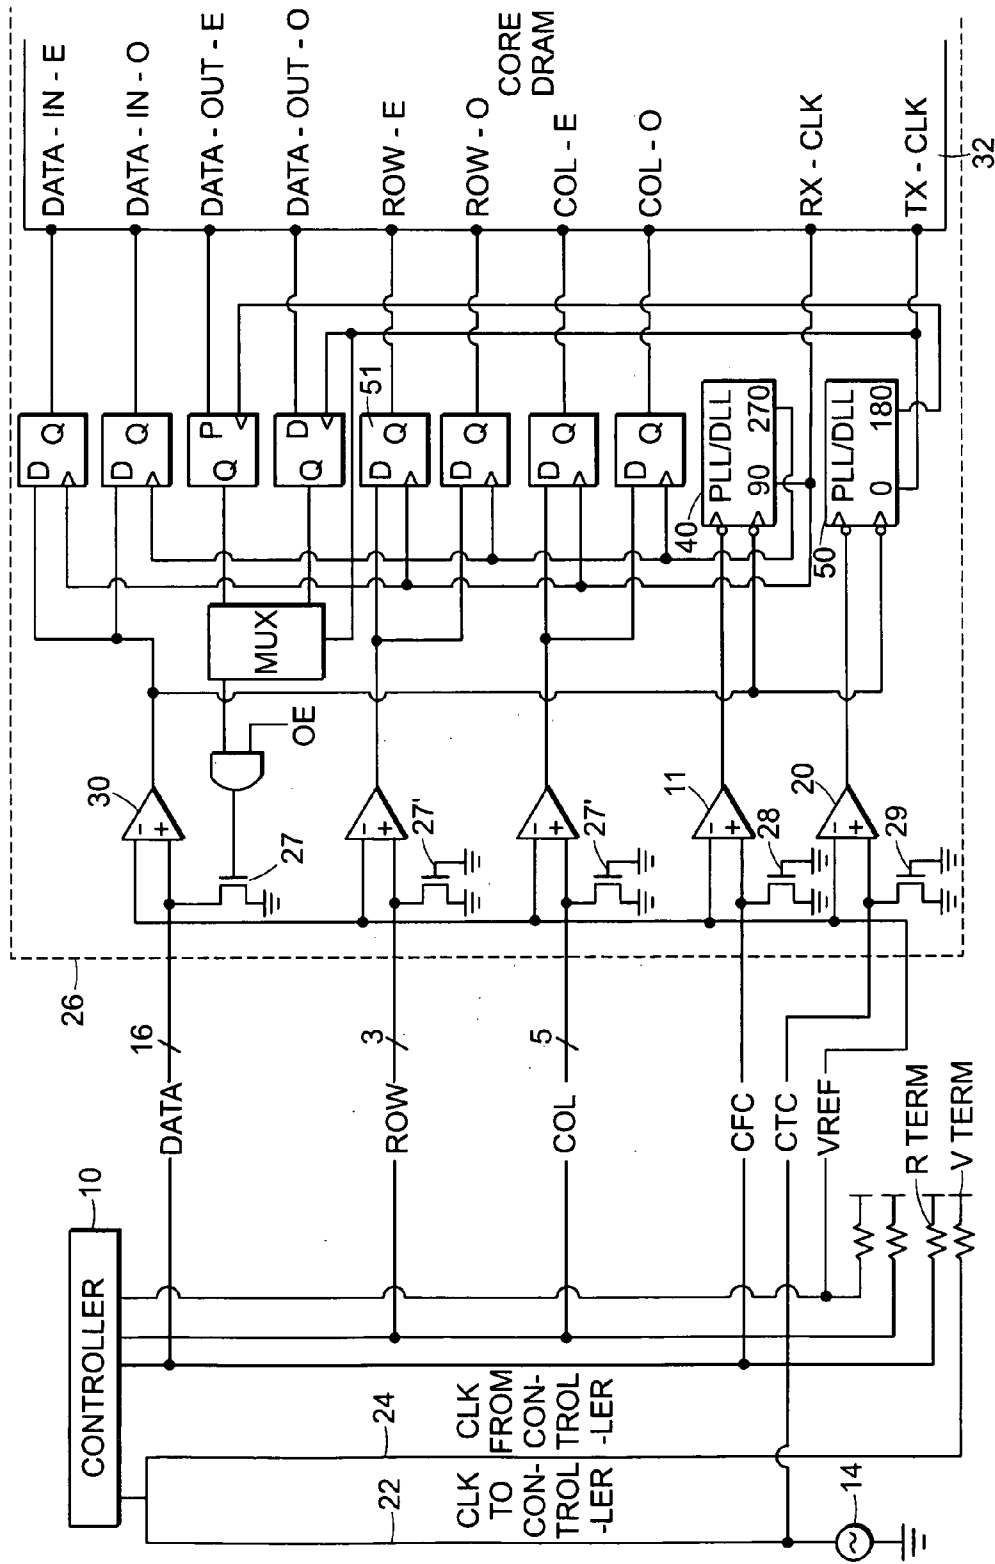 DATA - IN - E
DATA - IN - O
DATA - OUT - E
DATA - OUT - O
ROW - E
ROW - O
CORE
DRAM
COL - E
COL - O
RX - CLK
TX - CLK
32
D Q
D Q
Q P
Q D
51
D Q
D Q
D Q
D Q
40
PLL/DLL
90 270
50
PLL/DLL
0 180
MUX
OE
30
- +
27
- +
27'
- +
27'
11
- +
28
20
- +
29
26
16
DATA
3
ROW
5
COL
CFC
CTC
VREF
R TERM
V TERM
10
CONTROLLER
24
CLK
FROM
CON-
TROL
-LER
22
CLK
TO
CON-
TROL
-LER
14